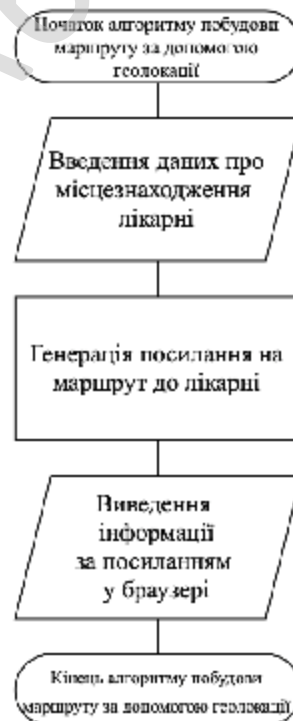 Початок алгоритму побудови
маршруту за допомогою
геолокації
Введення даних про
місцезнаходження
лікарні
Генерація посилання на
маршрут до лікарні
Виведення
інформації
за посиланням
у браузері
Кінець алгоритму побудови
маршруту за допомогою геолокації